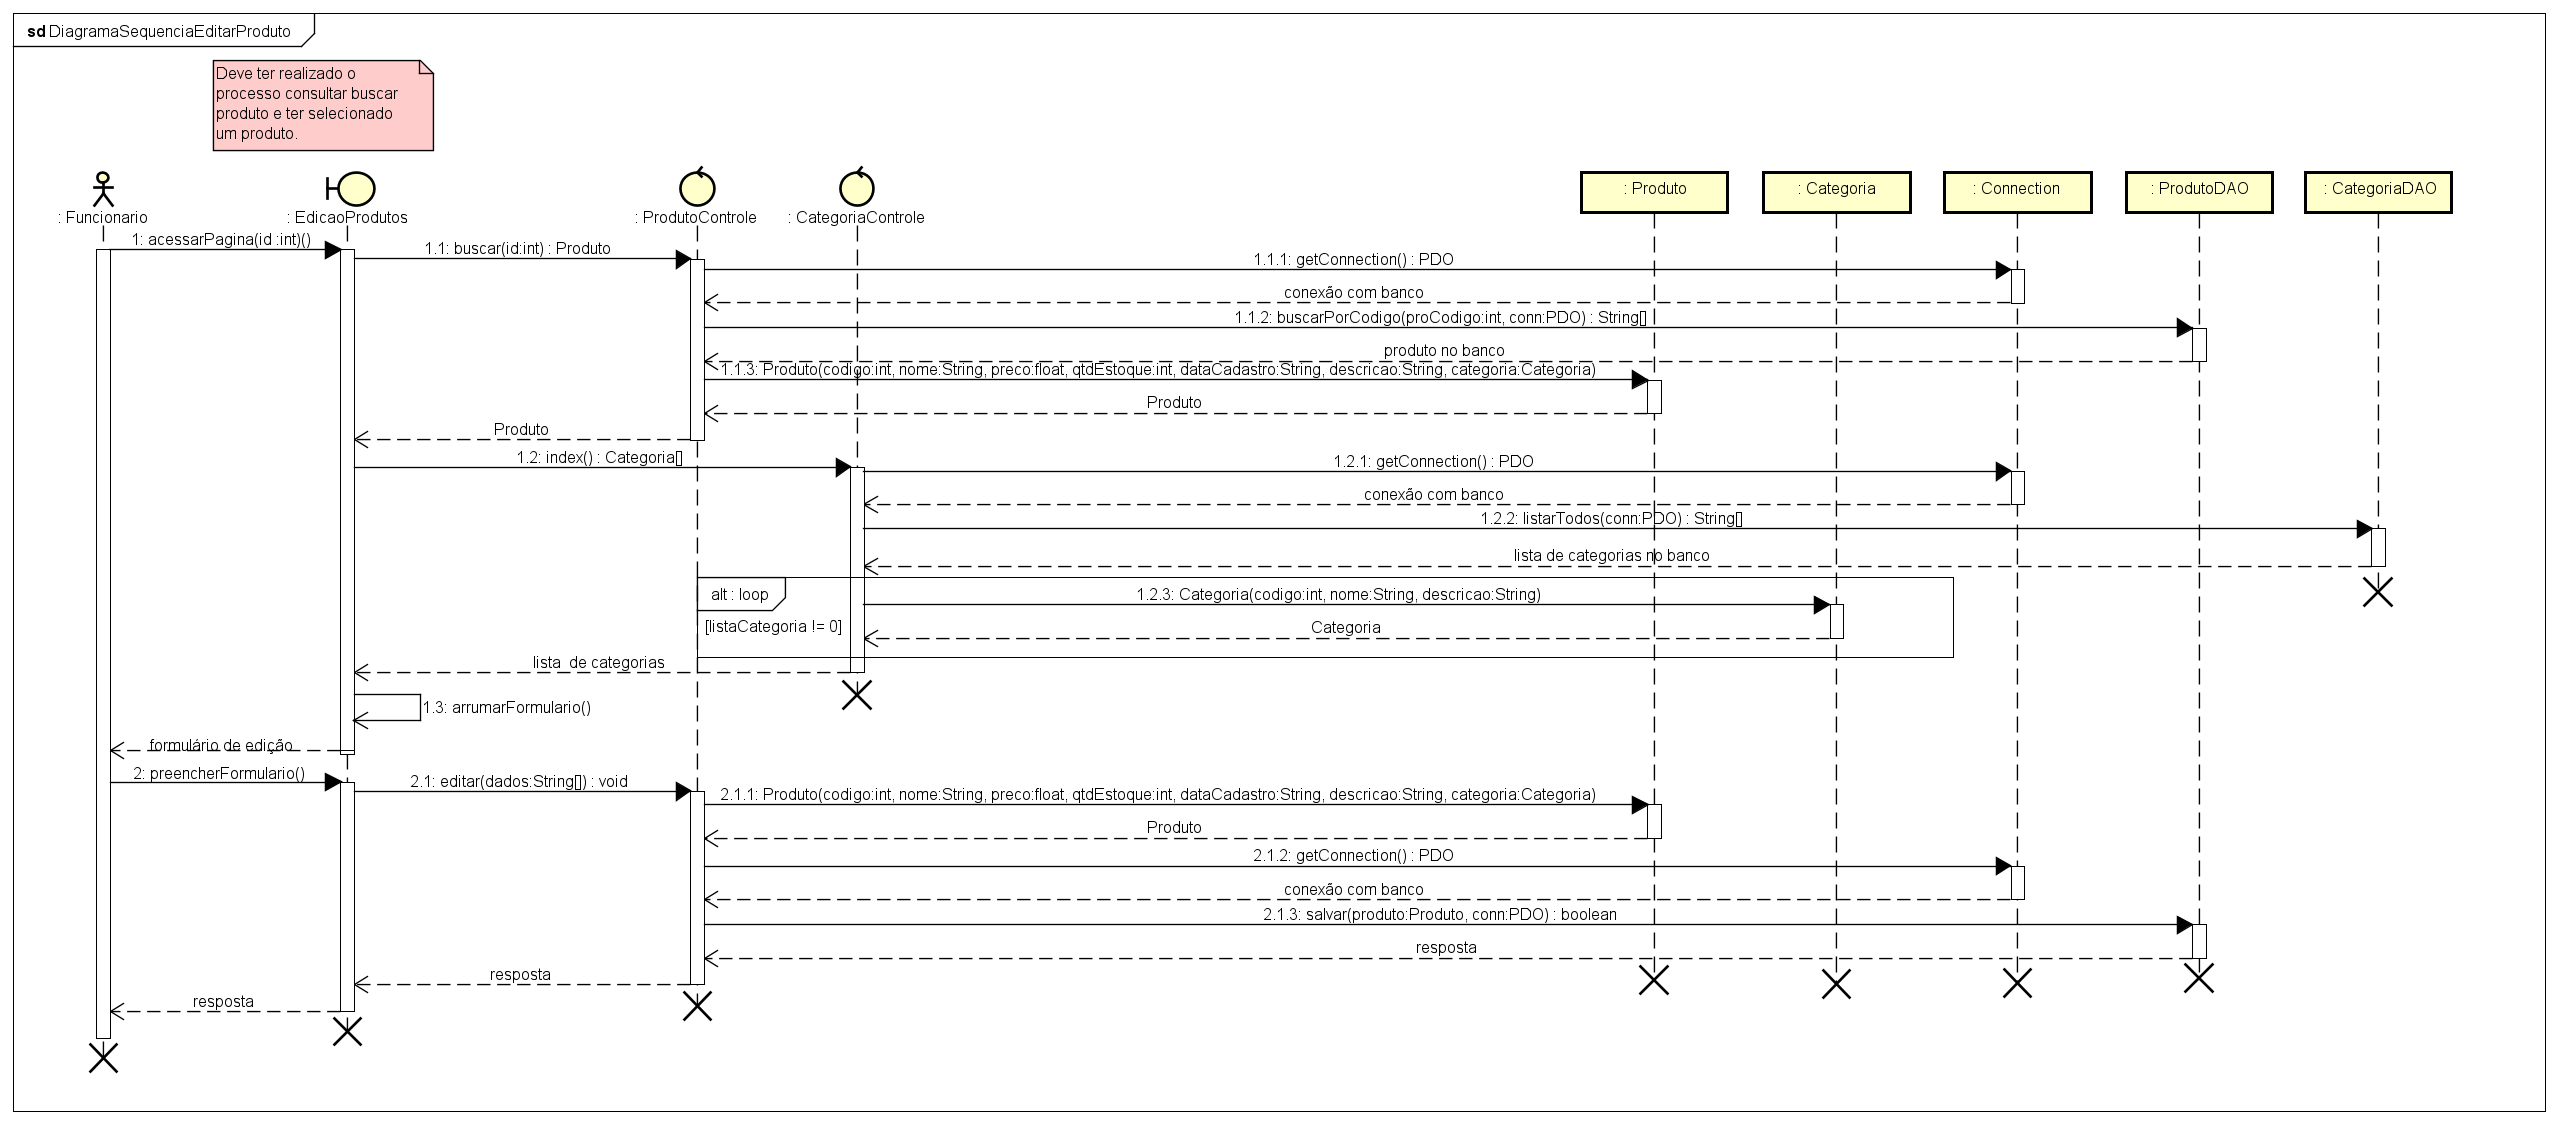 sd DiagramaSequenciaEditarProduto
Deve ter realizado o
processo consultar buscar
produto e ter selecionado
um produto.
: Funcionario
: EdicaoProdutos
: ProdutoControle
: CategoriaControle
: Produto
: Categoria
: Connection
: ProdutoDAO
: CategoriaDAO
1: acessarPagina(id :int)()
1.1: buscar(id:int) : Produto
1.1.1: getConnection() : PDO
conexão com banco
1.1.2: buscarPorCodigo(proCodigo:int, conn:PDO) : String[]
produto no banco
1.1.3: Produto(codigo:int, nome:String, preco:float, qtdEstoque:int, dataCadastro:String, descricao:String, categoria:Categoria)
Produto
Produto
1.2: index() : Categoria[]
1.2.1: getConnection() : PDO
conexão com banco
1.2.2: listarTodos(conn:PDO) : String[]
lista de categorias no banco
alt : loop
1.2.3: Categoria(codigo:int, nome:String, descricao:String)
[listaCategoria != 0]
Categoria
lista  de categorias
1.3: arrumarFormulario()
formulário de edição
2: preencherFormulario()
2.1: editar(dados:String[]) : void
2.1.1: Produto(codigo:int, nome:String, preco:float, qtdEstoque:int, dataCadastro:String, descricao:String, categoria:Categoria)
Produto
2.1.2: getConnection() : PDO
conexão com banco
2.1.3: salvar(produto:Produto, conn:PDO) : boolean
resposta
resposta
resposta